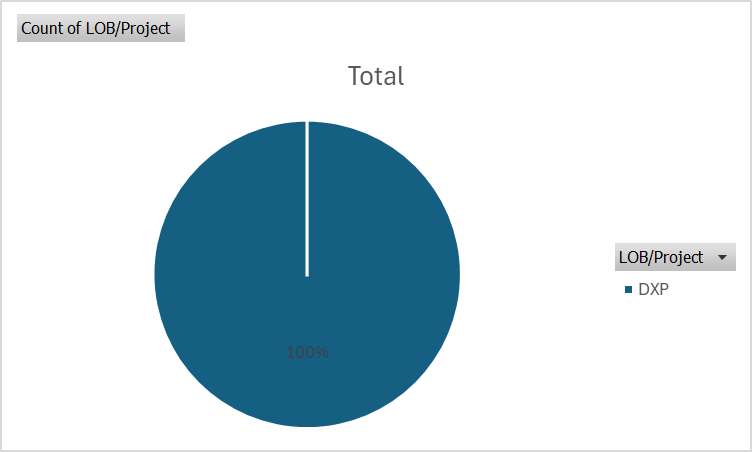 Count of LOB/Project
Total
100%
LOB/Project
DXP